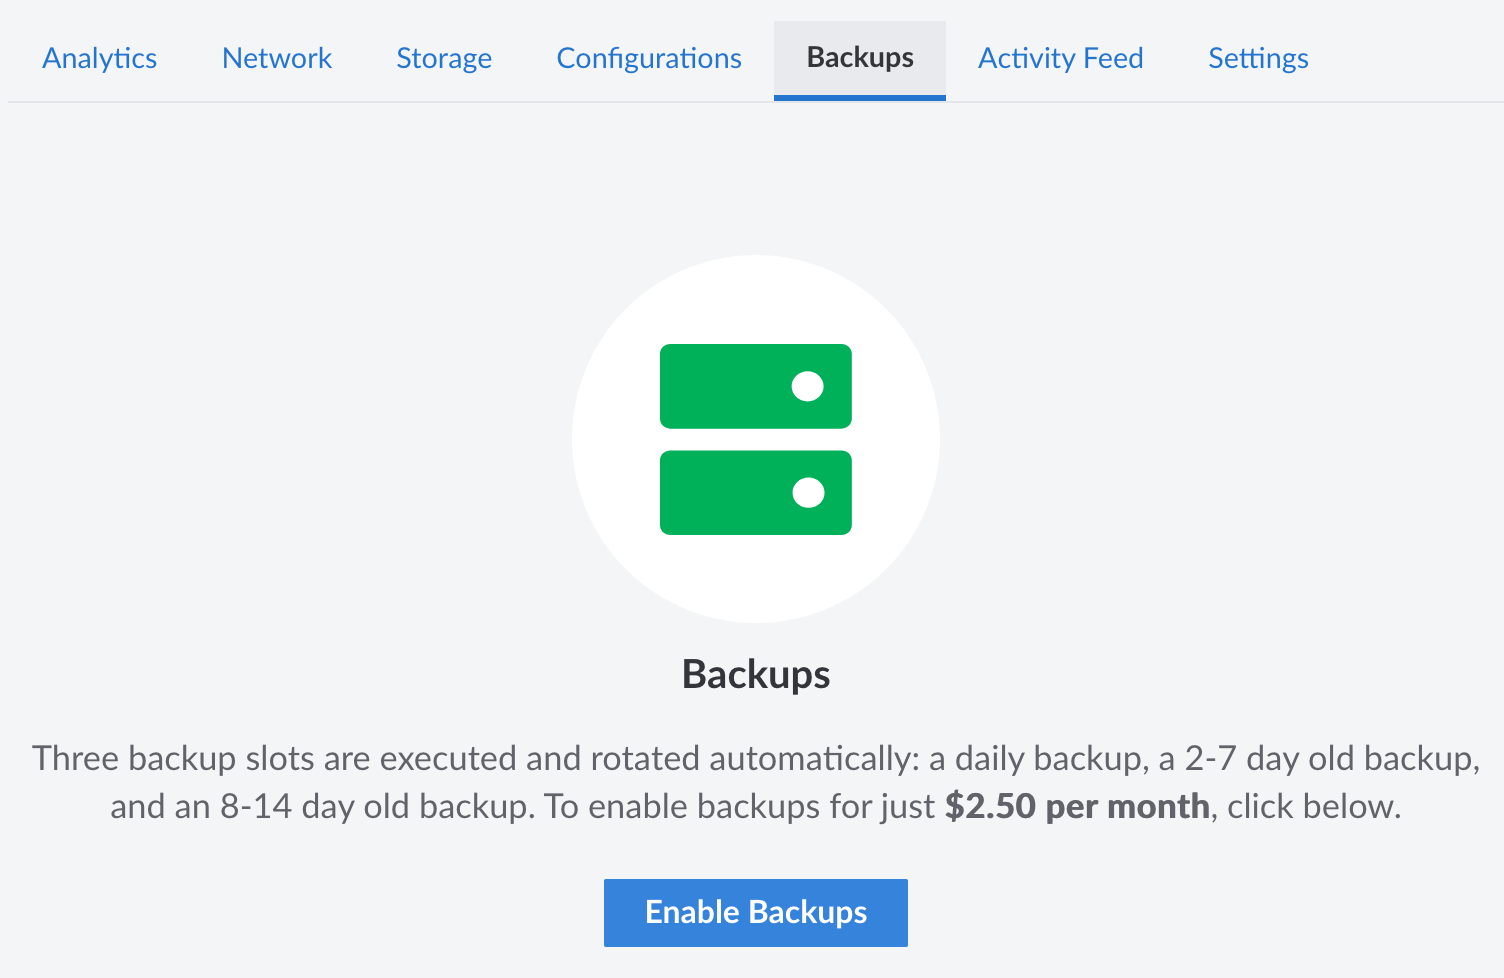 Analytics Network Storage Configurations Backups Activity Feed Settings
Backups
Three backup slots are executed and rotated automatically: a daily backup, a 2-7 day old backup,
and an 8-14 day old backup. To enable backups for just $2.50 per month, click below.
Enable Backups